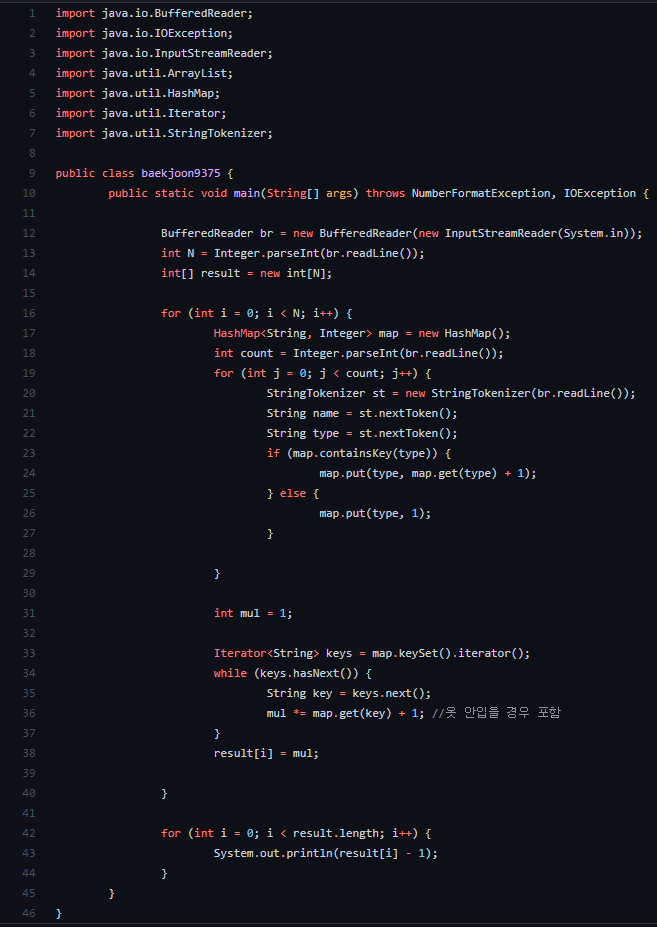 1 import java.io.BufferedReader;
2 import java.io.IOException;
3 import java.io.InputStreamReader;
4 import java.util.ArrayList;
5 import java.util.HashMap;
6 import java.util.Iterator;
7 import java.util.StringTokenizer;
8
9 public class baekjoon9375 {
10 public static void main(String[] args) throws NumberFormatException, IOException {
11
12 BufferedReader br = new BufferedReader(new InputStreamReader(System.in));
13 int N = Integer.parseInt(br.readLine());
14 int[] result = new int[N];
15
16 for (int i = 0; i < N; i++) {
17 HashMap<String, Integer> map = new HashMap();
18 int count = Integer.parseInt(br.readLine());
19 for (int j = 0; j < count; j++) {
20 StringTokenizer st = new StringTokenizer(br.readLine());
21 String name = st.nextToken();
22 String type = st.nextToken();
23 if (map.containsKey(type)) {
24 map.put(type, map.get(type) + 1);
25 } else {
26 map.put(type, 1);
27 }
28
29 }
30
31 int mul = 1;
32
33 Iterator<String> keys = map.keySet().iterator();
34 while (keys.hasNext()) {
35 String key = keys.next();
36 mul *= map.get(key) + 1; //옷 안입을 경우 포함
37 }
38 result[i] = mul;
39
40 }
41
42 for (int i = 0; i < result.length; i++) {
43 System.out.println(result[i] - 1);
44 }
45 }
46 }